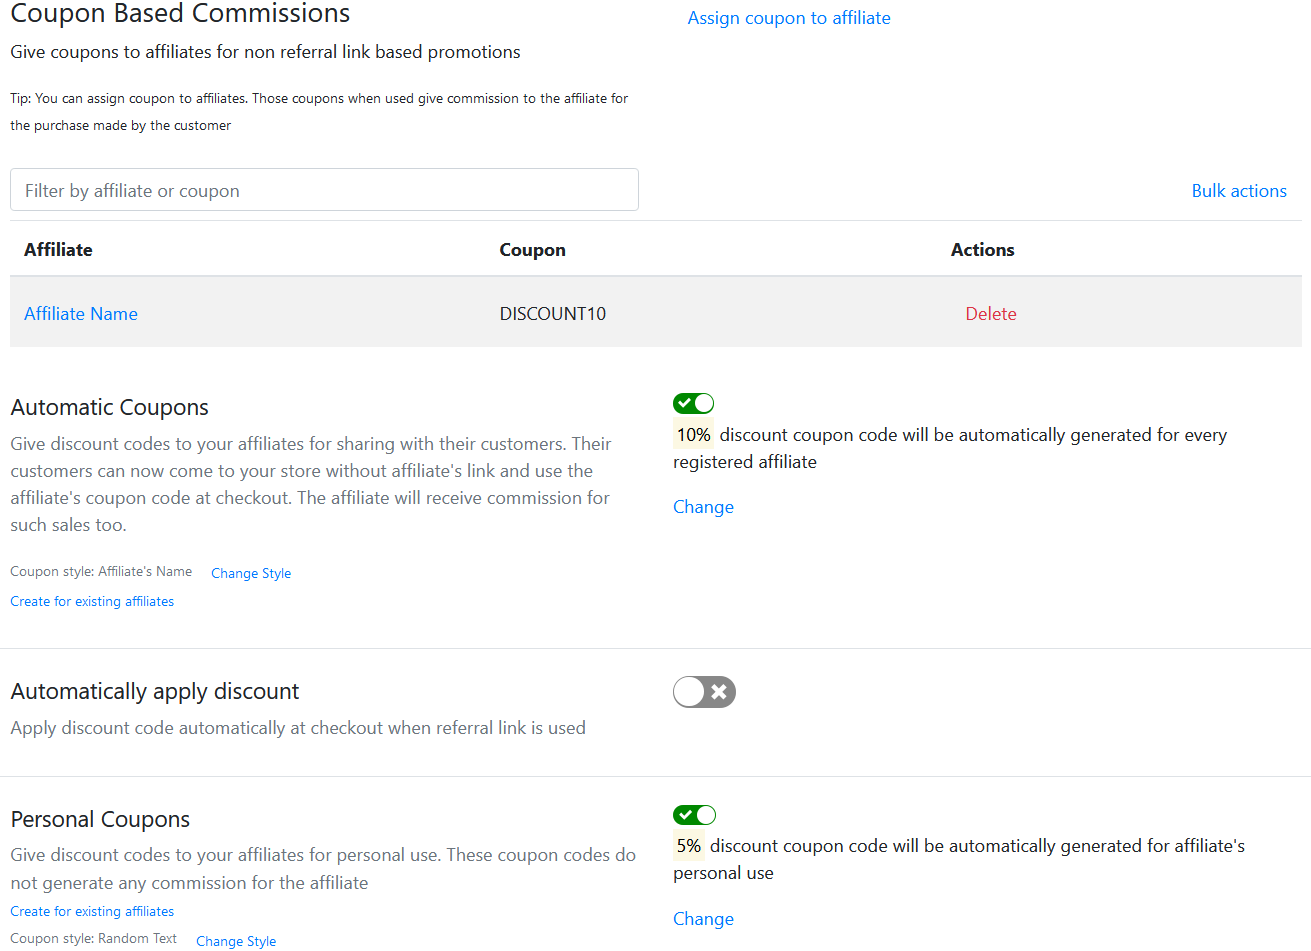 Coupon Based Commissions
Assign coupon to affiliate
Give coupons to affiliates for non referral link based promotions
Tip: You can assign coupon to affiliates. Those coupons when used give commission to the affiliate for
the purchase made by the customer
Filter by affiliate or coupon
Bulk actions
Affiliate Coupon Actions
Affiliate Name DISCOUNT10 Delete
Automatic Coupons
Give discount codes to your affiliates for sharing with their customers. Their
customers can now come to your store without affiliate's link and use the
affiliate's coupon code at checkout. The affiliate will receive commission for
such sales too.
Coupon style: Affiliate's Name Change Style
Create for existing affiliates
10% discount coupon code will be automatically generated for every
registered affiliate
Change
Automatically apply discount
Apply discount code automatically at checkout when referral link is used
Personal Coupons
Give discount codes to your affiliates for personal use. These coupon codes do
not generate any commission for the affiliate
Create for existing affiliates
Coupon style: Random Text Change Style
5% discount coupon code will be automatically generated for affiliate's
personal use
Change